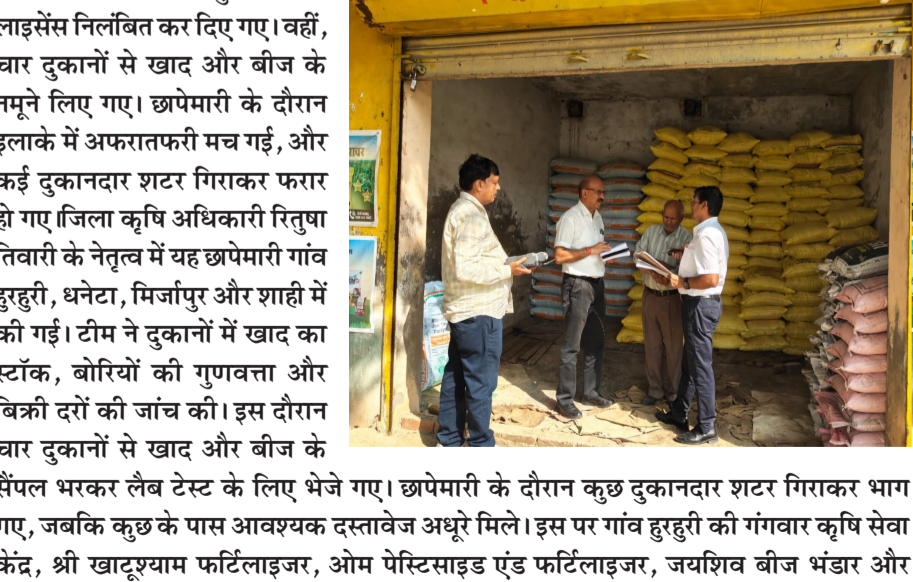 लाइसेंस निलंबित कर दिए गए। वहीं,
चार दुकानों से खाद और बीज के
नमूने लिए गए। छापेमारी के दौरान
इलाके में अफरातफरी मच गई, और
कई दुकानदार शटर गिराकर फरार
हो गए।जिला कृषि अधिकारी रितुषा
तिवारी के नेतृत्व में यह छापेमारी गांव
हुरहुरी, धनेटा, मिर्जापुर और शाही में
की गई। टीम ने दुकानों में खाद का
स्टॉक, बोरियों की गुणवत्ता और
बिक्री दरों की जांच की। इस दौरान
चार दुकानों से खाद और बीज के
सैंपल भरकर लैब टेस्ट के लिए भेजे गए। छापेमारी के दौरान कुछ दुकानदार शटर गिराकर भाग
गए, जबकि कुछ के पास आवश्यक दस्तावेज अधूरे मिले। इस पर गांव हुरहुरी की गंगवार कृषि सेवा
केंद्र, श्री खाटूश्याम फर्टिलाइजर, ओम पेस्टिसाइड एंड फर्टिलाइजर, जयशिव बीज भंडार और